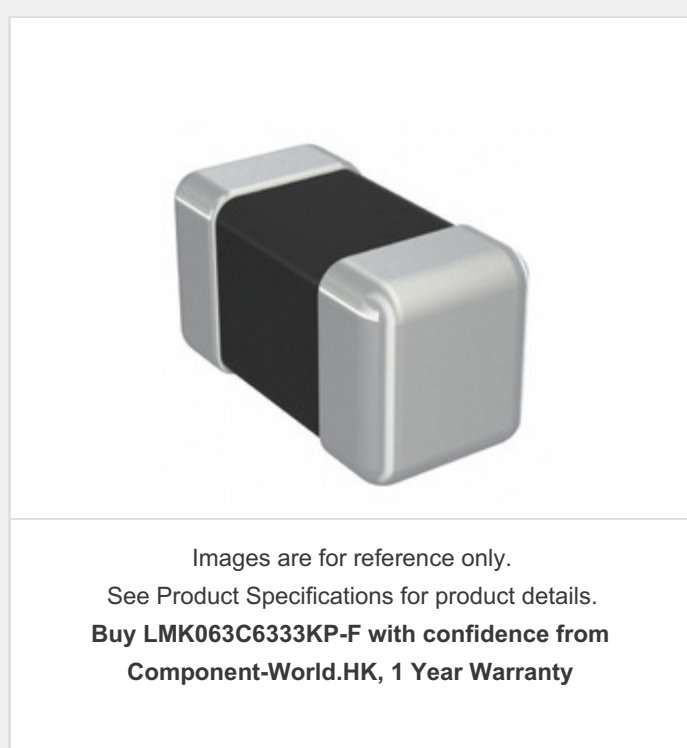 Images are for reference only.
See Product Specifications for product details.
Buy LMK063C6333KP-F with confidence from
Component-World.HK, 1 Year Warranty